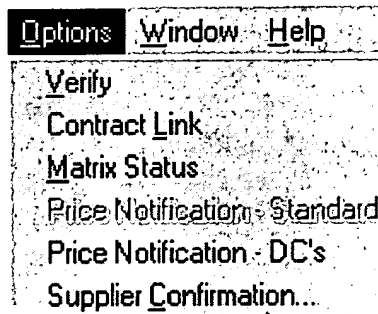 Options Window Help
Verify
Contract Link
Matrix Status
Price Notification - Standard
Price Notification - DC's
Supplier Confirmation...